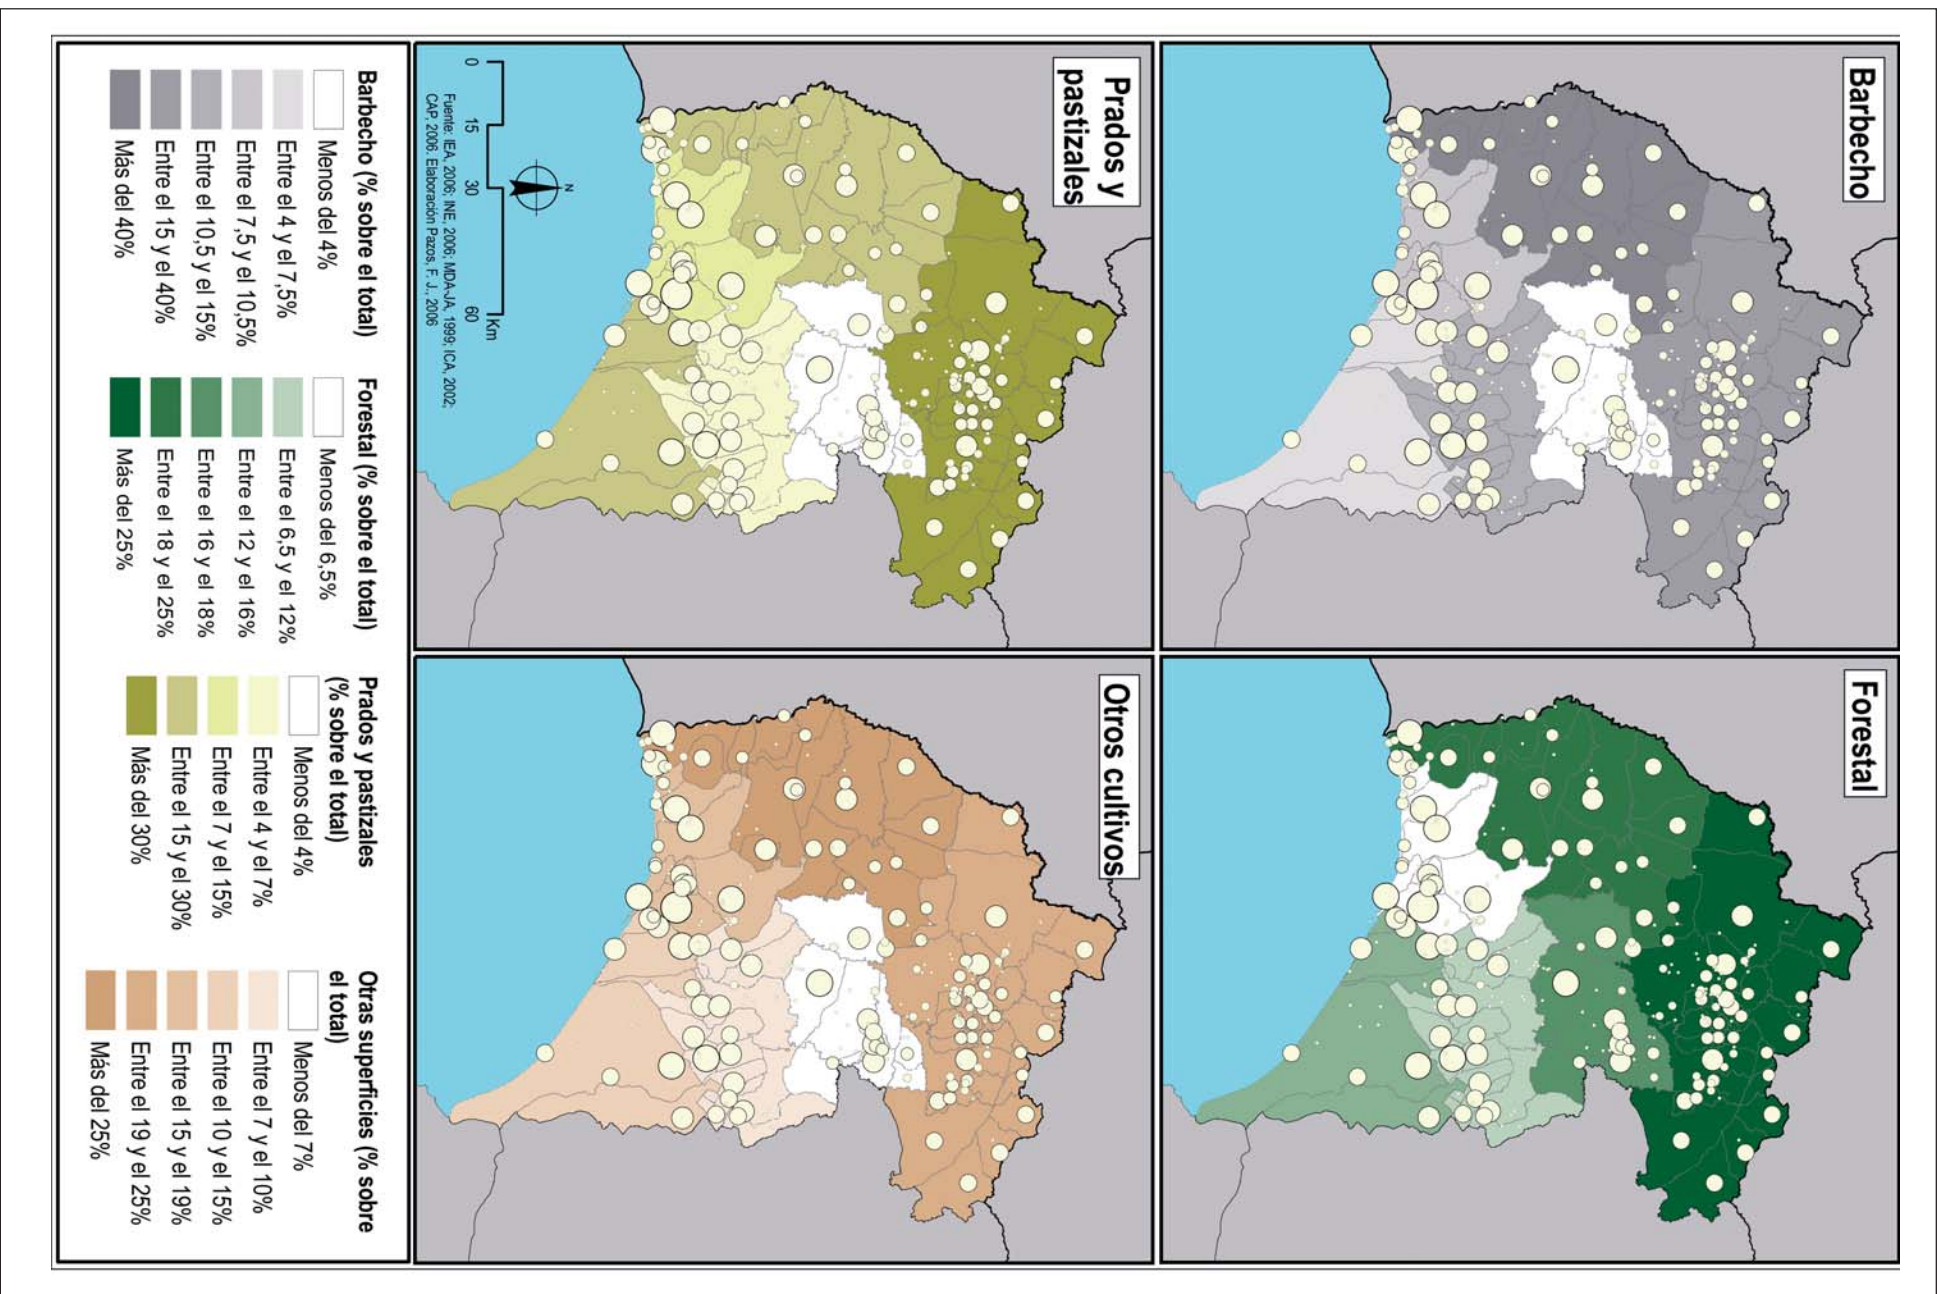 Barbecho
Forestal
Prados y
pastizales
N
Km
0 15 30 60
Fuente: IEA, 2006; INE, 2006; MDA-JA, 1999; ICA, 2002;
CAP, 2006. Elaboración Pazos, F. J., 2006
Otros cultivos
Barbecho (% sobre el total)
Menos del 4%
Entre el 4 y el 7,5%
Entre el 7,5 y el 10,5%
Entre el 10,5 y el 15%
Entre el 15 y el 40%
Más del 40%
Forestal (% sobre el total)
Menos del 6,5%
Entre el 6,5 y el 12%
Entre el 12 y el 16%
Entre el 16 y el 18%
Entre el 18 y el 25%
Más del 25%
Prados y pastizales
(% sobre el total)
Menos del 4%
Entre el 4 y el 7%
Entre el 7 y el 15%
Entre el 15 y el 30%
Más del 30%
Otras superficies (% sobre
el total)
Menos del 7%
Entre el 7 y el 10%
Entre el 10 y el 15%
Entre el 15 y el 19%
Entre el 19 y el 25%
Más del 25%